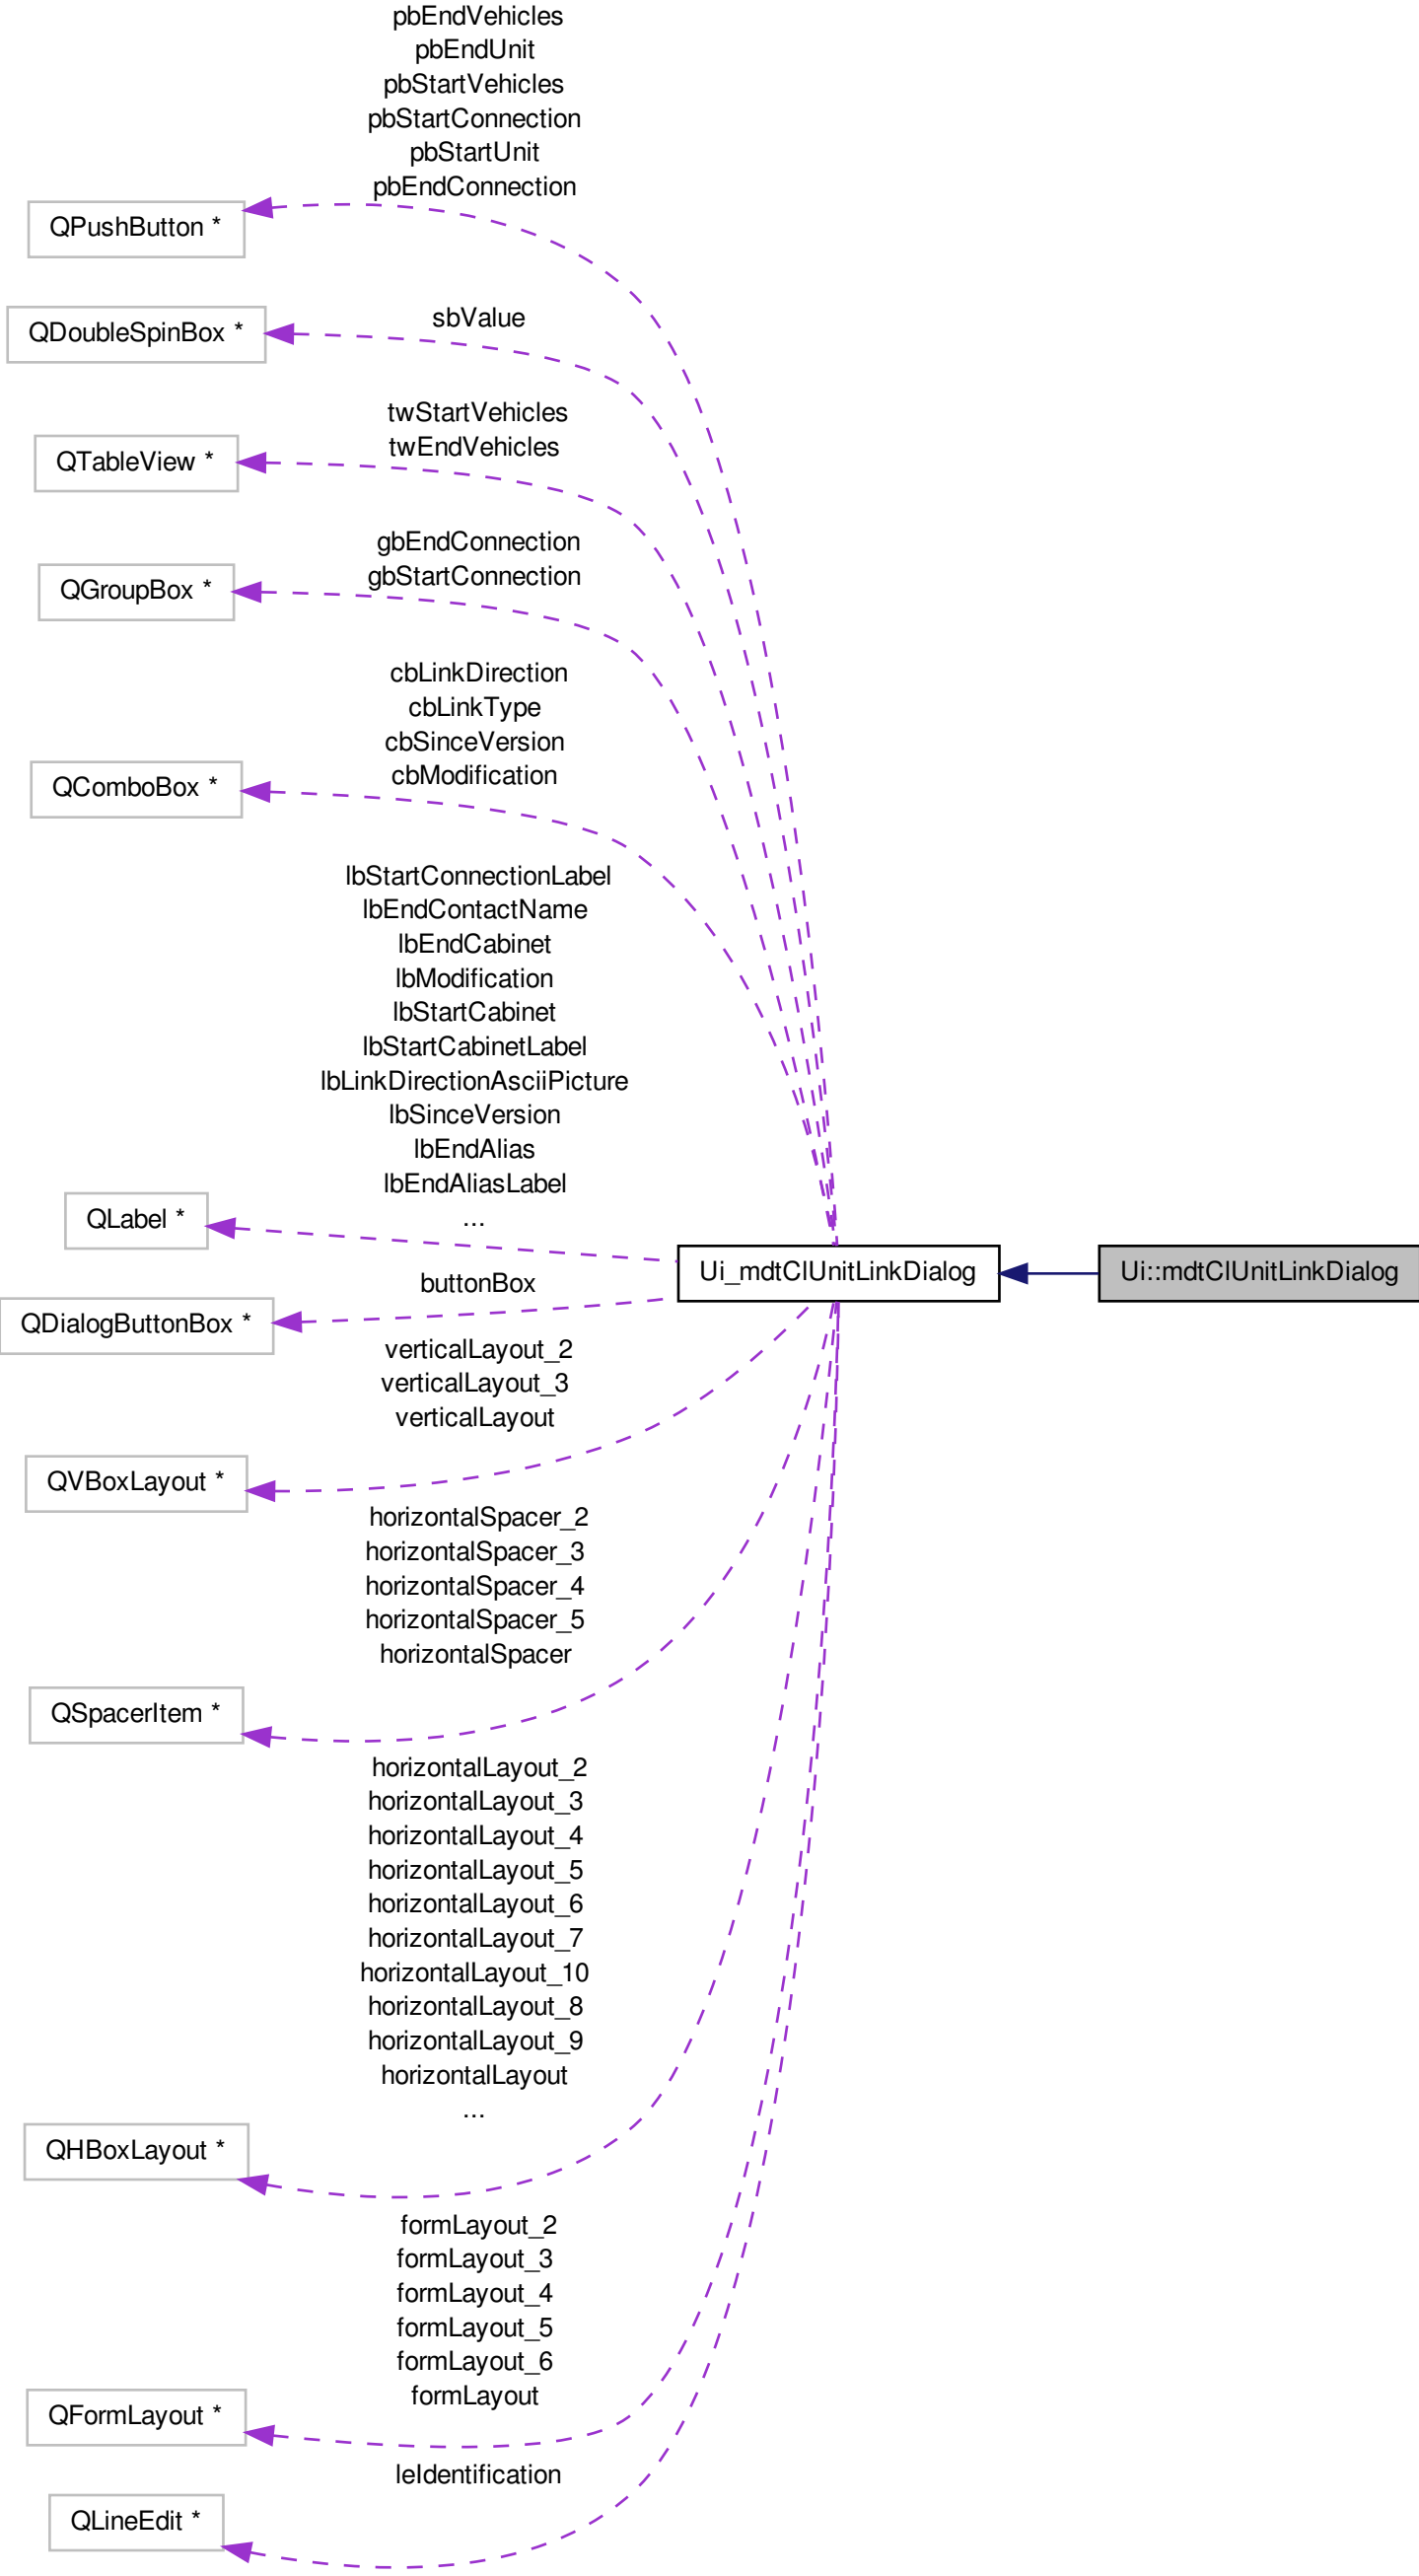 pbEndVehicles
pbEndUnit
pbStartVehicles
pbStartConnection
pbStartUnit
pbEndConnection
QPushButton *
sbValue
QDoubleSpinBox *
twStartVehicles
twEndVehicles
QTableView *
gbEndConnection
gbStartConnection
QGroupBox *
cbLinkDirection
cbLinkType
cbSinceVersion
cbModification
QComboBox *
lbStartConnectionLabel
lbEndContactName
lbEndCabinet
lbModification
lbStartCabinet
lbStartCabinetLabel
lbLinkDirectionAsciiPicture
lbSinceVersion
lbEndAlias
lbEndAliasLabel
...
QLabel *
Ui_mdtClUnitLinkDialog
Ui::mdtClUnitLinkDialog
buttonBox
QDialogButtonBox *
verticalLayout_2
verticalLayout_3
verticalLayout
QVBoxLayout *
horizontalSpacer_2
horizontalSpacer_3
horizontalSpacer_4
horizontalSpacer_5
horizontalSpacer
QSpacerItem *
horizontalLayout_2
horizontalLayout_3
horizontalLayout_4
horizontalLayout_5
horizontalLayout_6
horizontalLayout_7
horizontalLayout_10
horizontalLayout_8
horizontalLayout_9
horizontalLayout
...
QHBoxLayout *
formLayout_2
formLayout_3
formLayout_4
formLayout_5
formLayout_6
formLayout
QFormLayout *
leIdentification
QLineEdit *